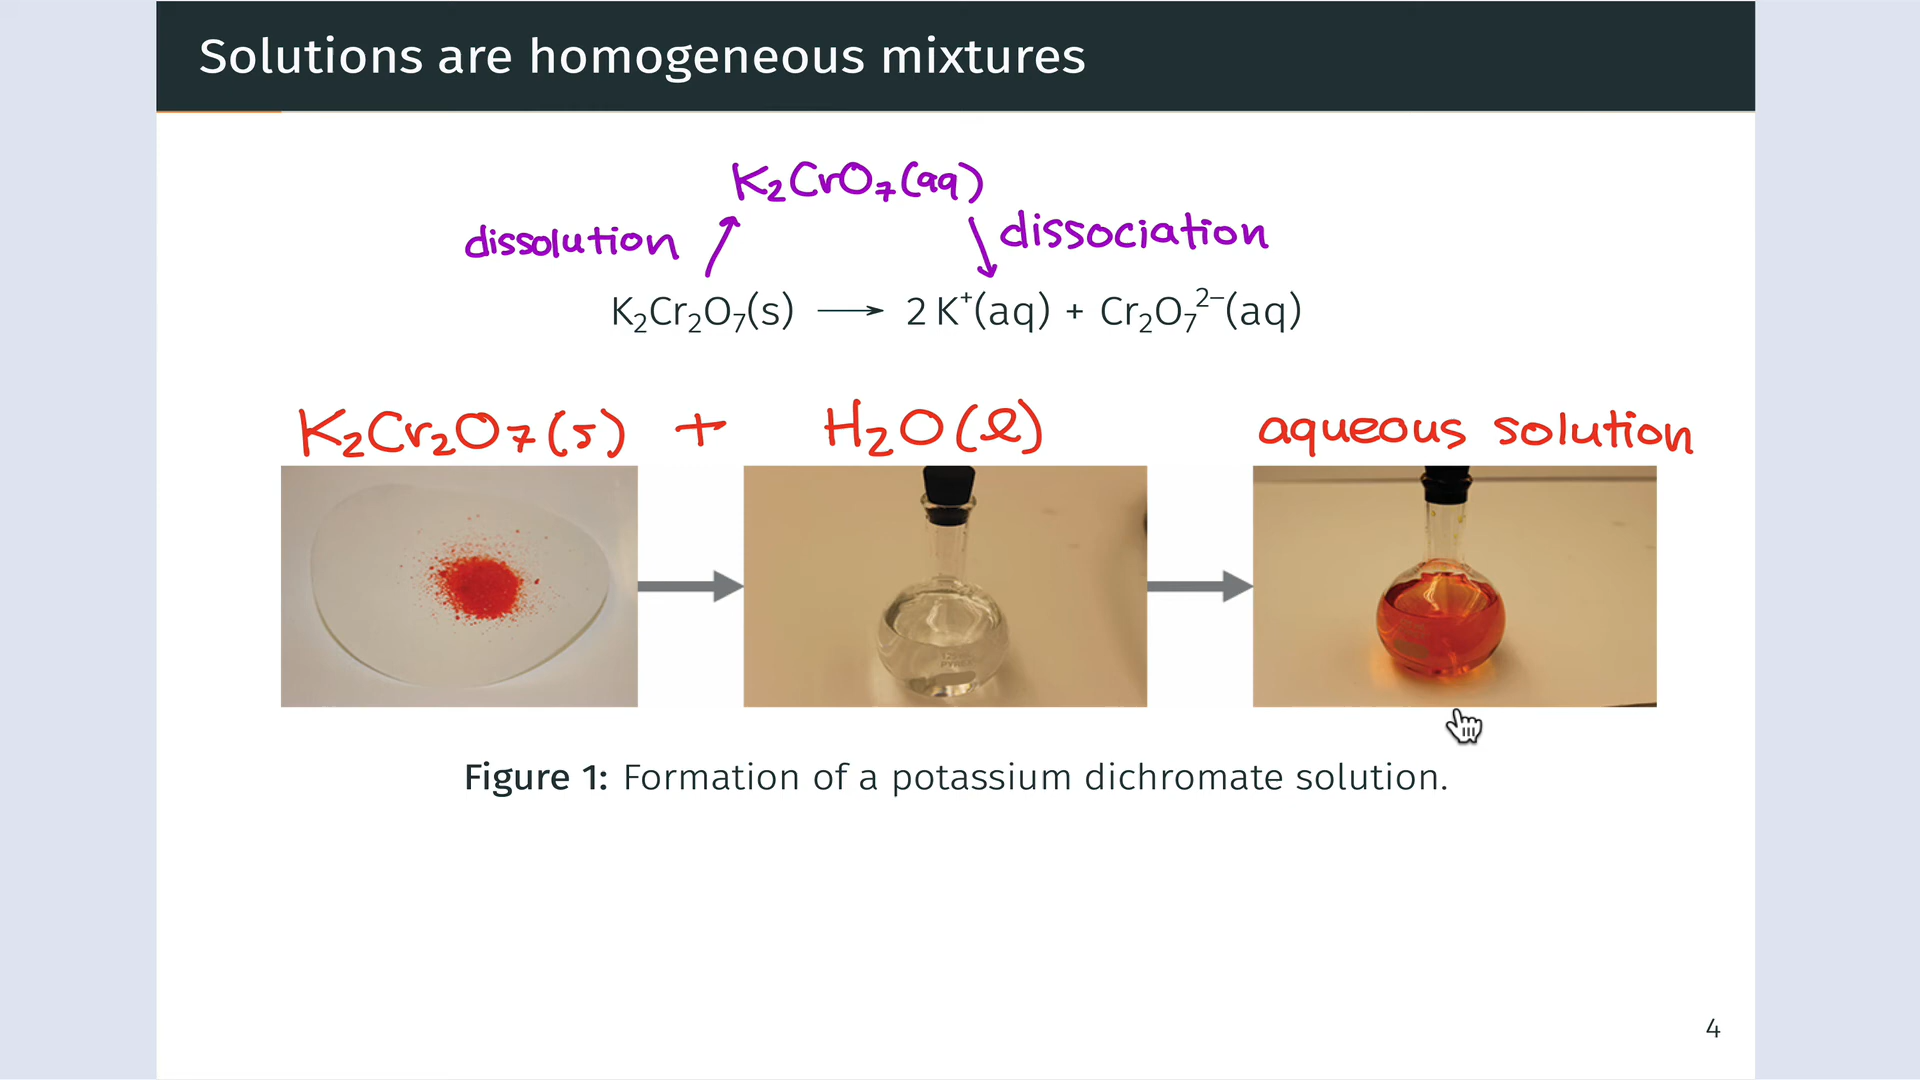 Solutions are homogeneous mixtures
K₂CrO₇(aq)
dissolution
dissociation
K₂Cr₂O₇(s) ⟶ 2 K⁺(aq) + Cr₂O₇²⁻(aq)
K₂Cr₂O₇(s) + H₂O(l) aqueous solution
Figure 1: Formation of a potassium dichromate solution.
4